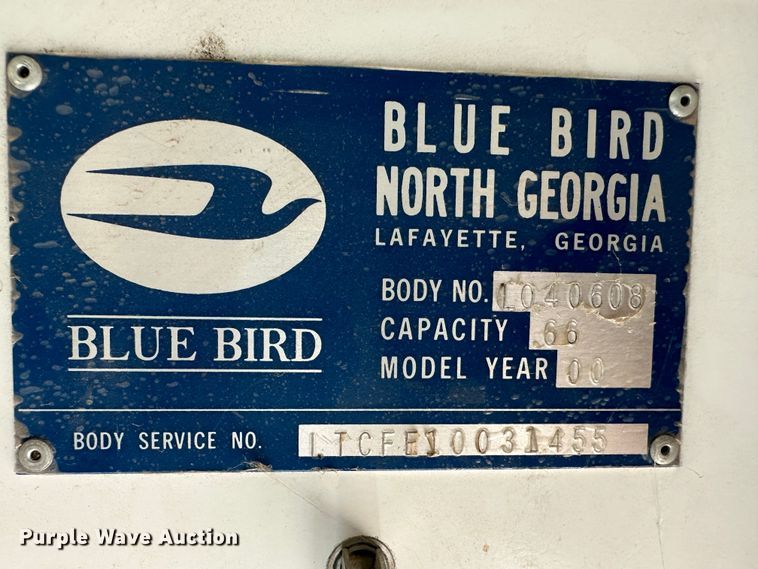 BLUE BIRD
NORTH GEORGIA
LAFAYETTE, GEORGIA
BODY NO. 1040608
CAPACITY 66
MODEL YEAR 00
BLUE BIRD
BODY SERVICE NO. LTCFE10031455
Purple Wave Auction